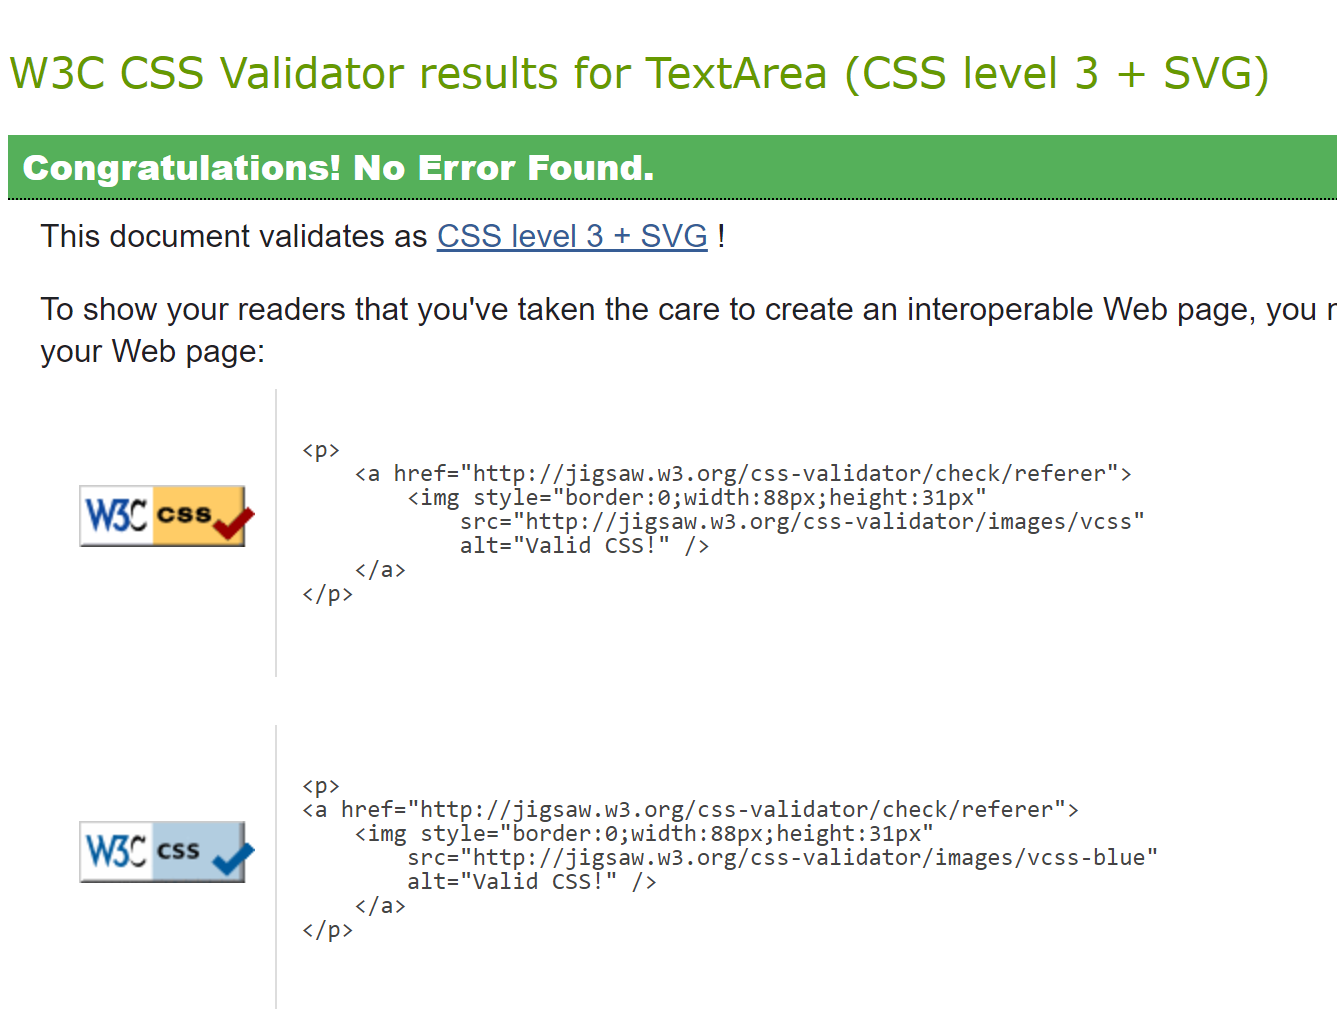 W3C CSS Validator results for TextArea (CSS level 3 + SVG)
Congratulations! No Error Found.
This document validates as CSS level 3 + SVG !
To show your readers that you've taken the care to create an interoperable Web page, you
your Web page:
<p>
<a href="http://jigsaw.w3.org/css-validator/check/referer">
<img style="border:0;width:88px;height:31px"
W3C css
src="http://jigsaw.w3.org/css-validator/images/vcss"
alt="Valid CSS!" />
</a>
</p>
<p>
<a href="http://jigsaw.w3.org/css-validator/check/referer">
<img style="border:0;width:88px;height:31px"
W3C css
src="http://jigsaw.w3.org/css-validator/images/vcss-blue"
alt="Valid CSS!" />
</a>
</p>